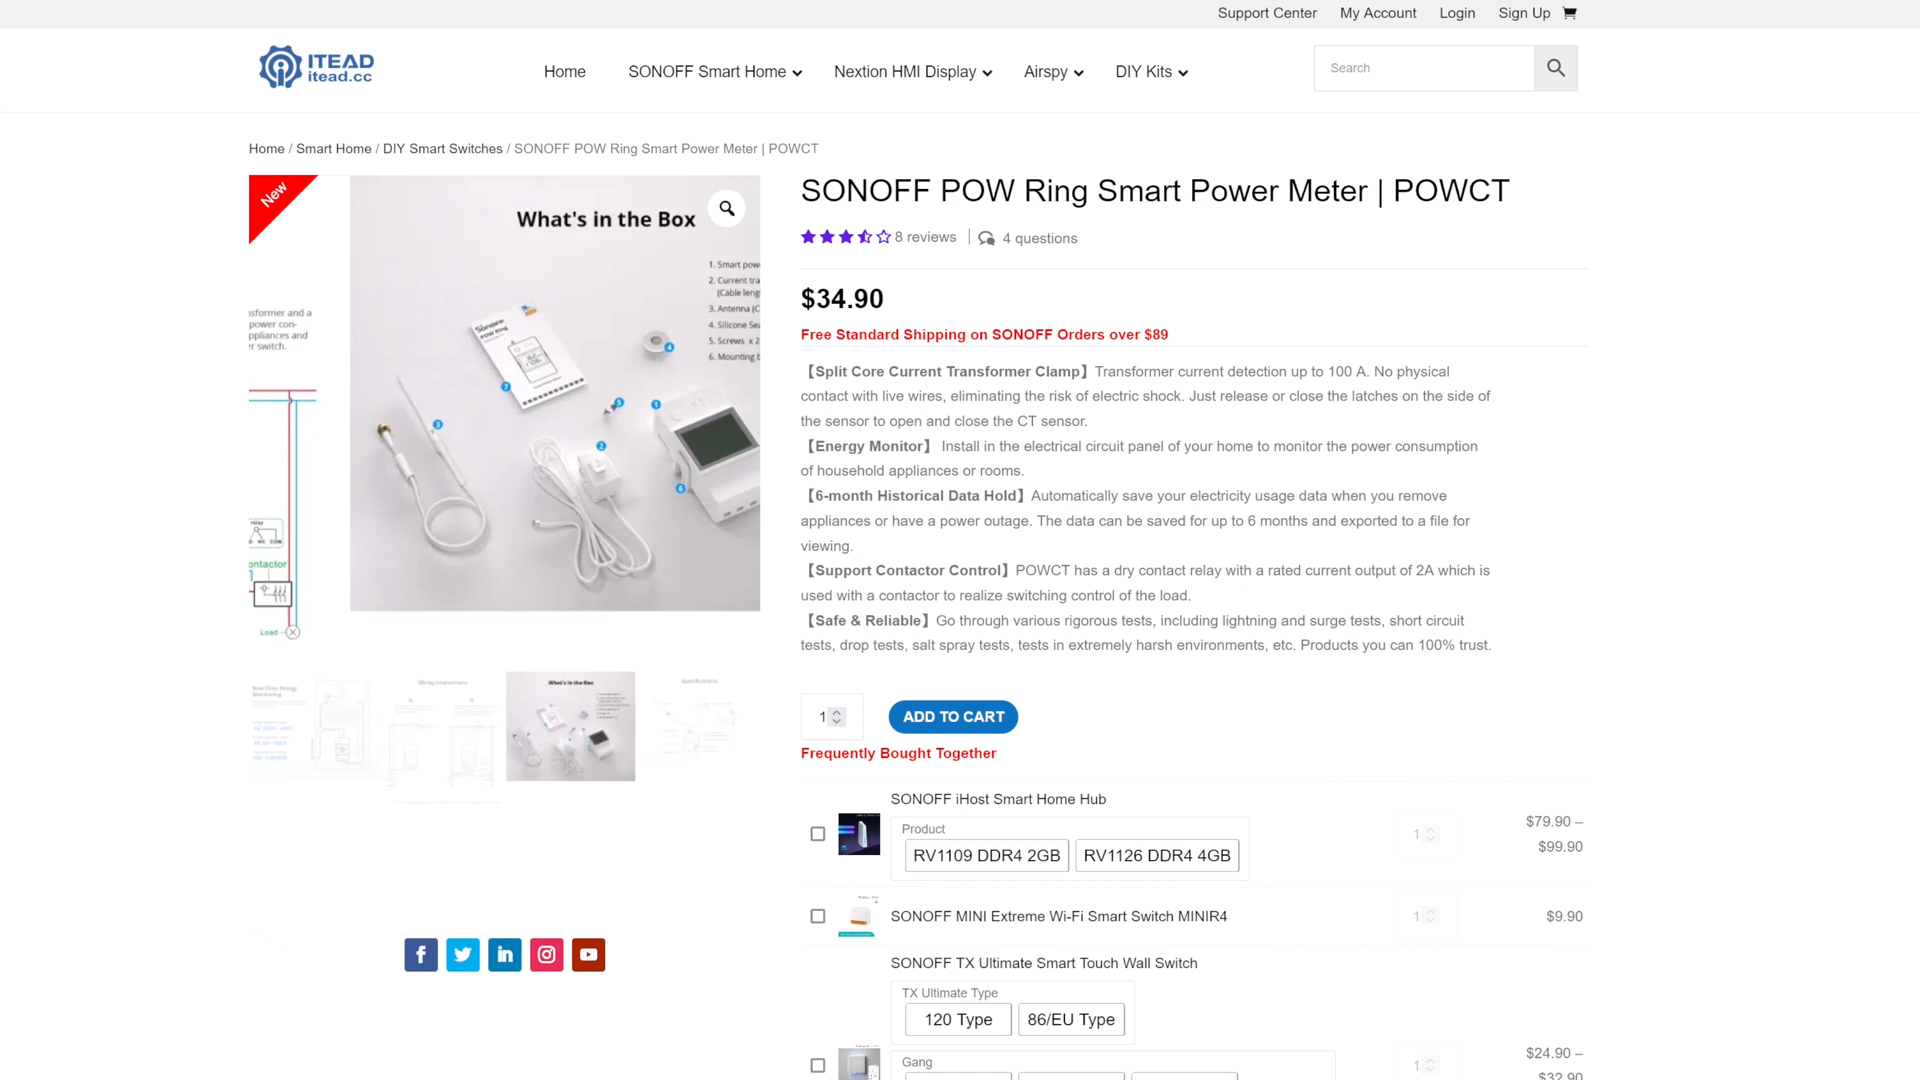 Support Center My Account Login Sign Up
ITEAD
itead.cc
Home SONOFF Smart Home Nextion HMI Display Airspy DIY Kits
Search
Home / Smart Home / DIY Smart Switches / SONOFF POW Ring Smart Power Meter | POWCT
New
What's in the Box
1. Smart pow
2. Current tra
(Cable leng
3. Antenna (C
4. Silicone Se
5. Screws x 2
6. Mounting b
Sonoff
POW Ring
1
2
3
4
5
6
7
sformer and a
power con-
ppliances and
r switch.
relay
NC COM
ontactor
Load
Real-Time Energy
Monitoring
Wiring Instructions
What's in the Box
Specifications
SONOFF POW Ring Smart Power Meter | POWCT
8 reviews | 4 questions
$34.90
Free Standard Shipping on SONOFF Orders over $89
【Split Core Current Transformer Clamp】Transformer current detection up to 100 A. No physical
contact with live wires, eliminating the risk of electric shock. Just release or close the latches on the side of
the sensor to open and close the CT sensor.
【Energy Monitor】 Install in the electrical circuit panel of your home to monitor the power consumption
of household appliances or rooms.
【6-month Historical Data Hold】Automatically save your electricity usage data when you remove
appliances or have a power outage. The data can be saved for up to 6 months and exported to a file for
viewing.
【Support Contactor Control】POWCT has a dry contact relay with a rated current output of 2A which is
used with a contactor to realize switching control of the load.
【Safe & Reliable】Go through various rigorous tests, including lightning and surge tests, short circuit
tests, drop tests, salt spray tests, tests in extremely harsh environments, etc. Products you can 100% trust.
1 ADD TO CART
Frequently Bought Together
SONOFF iHost Smart Home Hub
Product
RV1109 DDR4 2GB RV1126 DDR4 4GB
1
$79.90 –
$99.90
SONOFF MINI Extreme Wi-Fi Smart Switch MINIR4 1 $9.90
SONOFF TX Ultimate Smart Touch Wall Switch
TX Ultimate Type
120 Type 86/EU Type
Gang
1
$24.90 –
$32.90